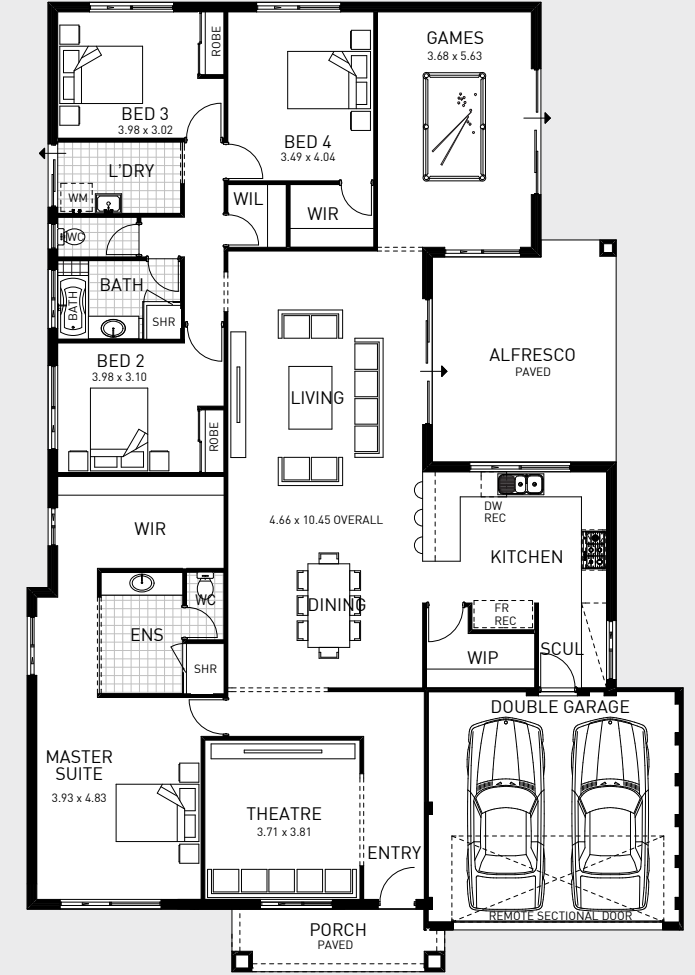 ROBE
GAMES
3.68 x 5.63
BED 3
3.98 x 3.02
BED 4
3.49 x 4.04
L'DRY
WM
WIL
WIR
WC
BATH
BATH
SHR
ALFRESCO
PAVED
BED 2
3.98 x 3.10
LIVING
ROBE
4.66 x 10.45 OVERALL
DW
REC
WIR
KITCHEN
WC
DINING
FR
REC
ENS
SHR
WIP
SCUL
DOUBLE GARAGE
MASTER
SUITE
3.93 x 4.83
THEATRE
3.71 x 3.81
ENTRY
REMOTE SECTIONAL DOOR
PORCH
PAVED